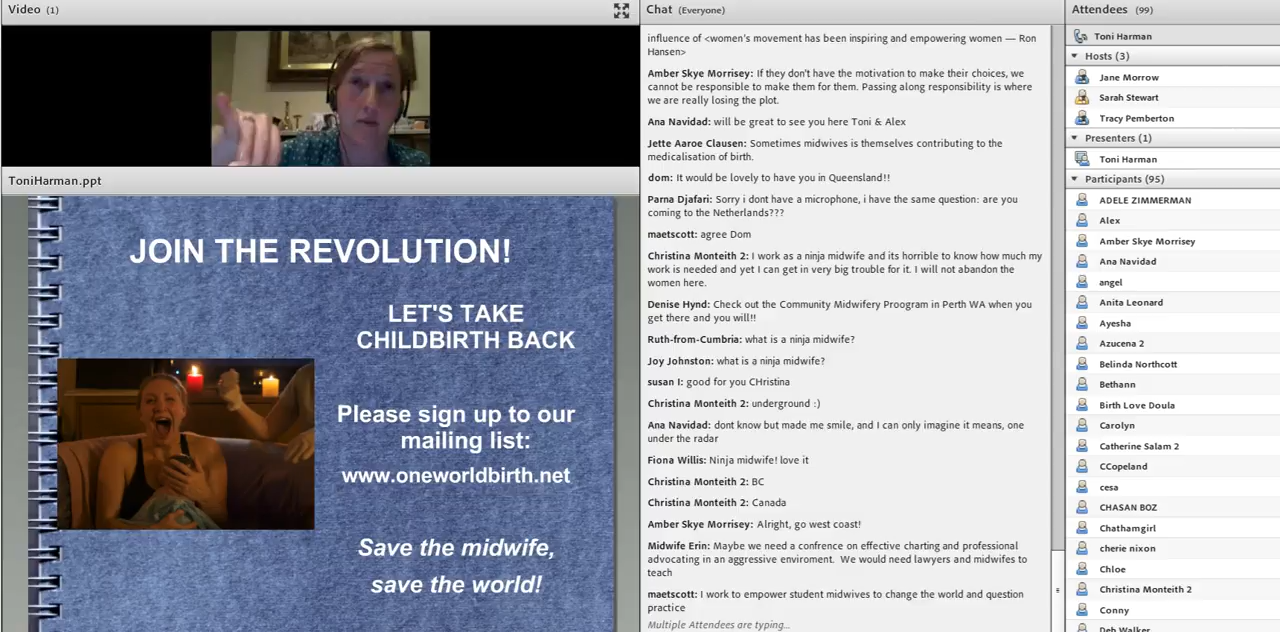 Video (1)
ToniHarman.ppt
JOIN THE REVOLUTION!
LET'S TAKE
CHILDBIRTH BACK
Please sign up to our
mailing list:
www.oneworldbirth.net
Save the midwife,
save the world!
Chat (Everyone)
influence of <women's movement has been inspiring and empowering women — Ron
Hansen>
Amber Skye Morrisey: If they don't have the motivation to make their choices, we
cannot be responsible to make them for them. Passing along responsibility is where
we are really losing the plot.
Ana Navidad: will be great to see you here Toni & Alex
Jette Aaroe Clausen: Sometimes midwives is themselves contributing to the
medicalisation of birth.
dom: It would be lovely to have you in Queensland!!
Parna Djafari: Sorry i dont have a microphone, i have the same question: are you
coming to the Netherlands???
maetscott: agree Dom
Christina Monteith 2: I work as a ninja midwife and its horrible to know how much my
work is needed and yet I can get in very big trouble for it. I will not abandon the
women here.
Denise Hynd: Check out the Community Midwifery Proogram in Perth WA when you
get there and you will!!
Ruth-from-Cumbria: what is a ninja midwife?
Joy Johnston: what is a ninja midwife?
susan I: good for you CHristina
Christina Monteith 2: underground :)
Ana Navidad: dont know but made me smile, and I can only imagine it means, one
under the radar
Fiona Willis: Ninja midwife! love it
Christina Monteith 2: BC
Christina Monteith 2: Canada
Amber Skye Morrisey: Alright, go west coast!
Midwife Erin: Maybe we need a confrence on effective charting and professional
advocating in an aggressive enviroment. We would need lawyers and midwifes to
teach
maetscott: I work to empower student midwives to change the world and question
practice
Multiple Attendees are typing...
Attendees (99)
Toni Harman
Hosts (3)
Jane Morrow
Sarah Stewart
Tracy Pemberton
Presenters (1)
Toni Harman
Participants (95)
ADELE ZIMMERMAN
Alex
Amber Skye Morrisey
Ana Navidad
angel
Anita Leonard
Ayesha
Azucena 2
Belinda Northcott
Bethann
Birth Love Doula
Carolyn
Catherine Salam 2
CCopeland
cesa
CHASAN BOZ
Chathamgirl
cherie nixon
Chloe
Christina Monteith 2
Conny
Deb Walker